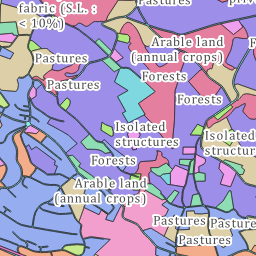 fabric (S.L. :
< 10%)
Pastures
Arable land
(annual crops)
Pastures
Forests
Pastures
Forests
Isolated
structures
Isolated
Forests
Arable land
(annual crops)
Pastures
Pastures
Pastures